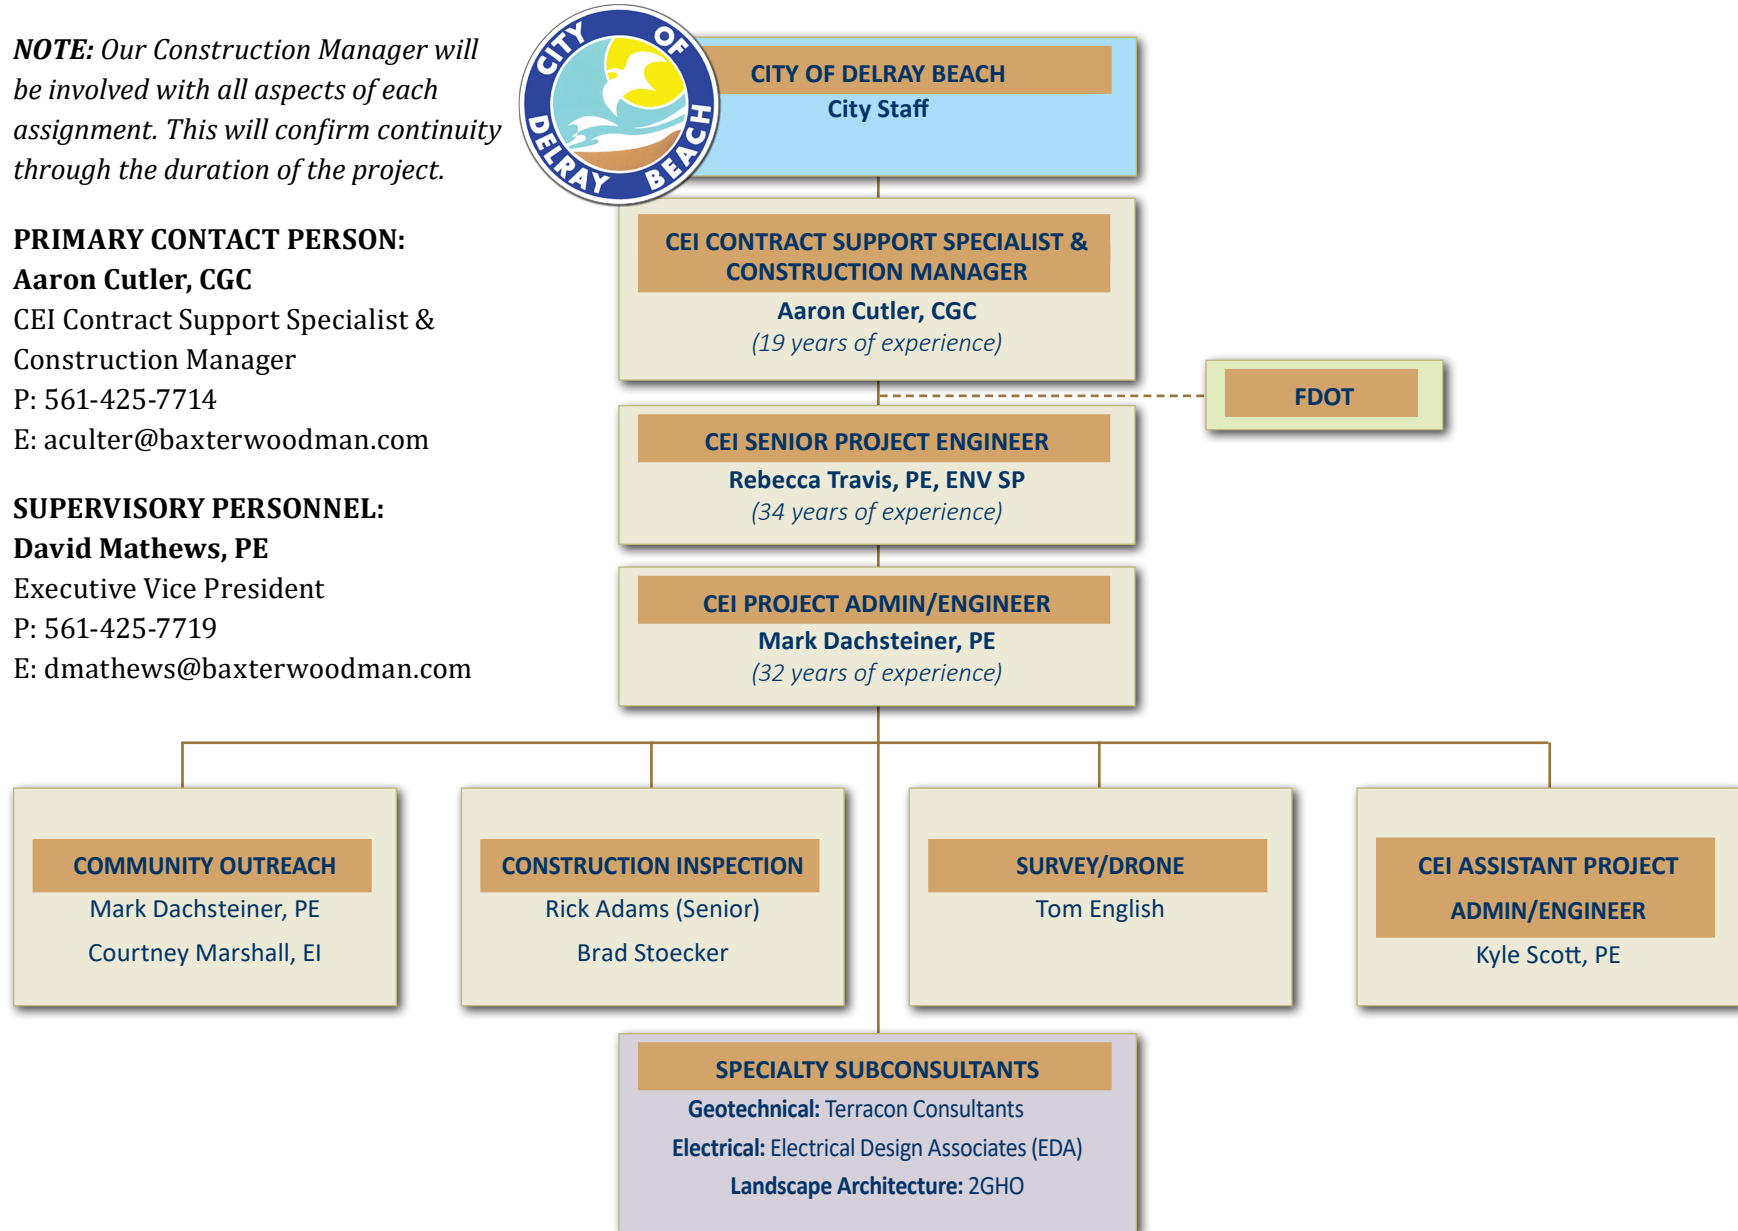 NOTE: Our Construction Manager will
be involved with all aspects of each
assignment. This will confirm continuity
through the duration of the project.
PRIMARY CONTACT PERSON:
Aaron Cutler, CGC
CEI Contract Support Specialist &
Construction Manager
P: 561-425-7714
E: aculter@baxterwoodman.com
SUPERVISORY PERSONNEL:
David Mathews, PE
Executive Vice President
P: 561-425-7719
E: dmathews@baxterwoodman.com
CITY OF
DELRAY BEACH
CITY OF DELRAY BEACH
City Staff
CEI CONTRACT SUPPORT SPECIALIST &
CONSTRUCTION MANAGER
Aaron Cutler, CGC
(19 years of experience)
FDOT
CEI SENIOR PROJECT ENGINEER
Rebecca Travis, PE, ENV SP
(34 years of experience)
CEI PROJECT ADMIN/ENGINEER
Mark Dachsteiner, PE
(32 years of experience)
COMMUNITY OUTREACH
Mark Dachsteiner, PE
Courtney Marshall, EI
CONSTRUCTION INSPECTION
Rick Adams (Senior)
Brad Stoecker
SURVEY/DRONE
Tom English
CEI ASSISTANT PROJECT
ADMIN/ENGINEER
Kyle Scott, PE
SPECIALTY SUBCONSULTANTS
Geotechnical: Terracon Consultants
Electrical: Electrical Design Associates (EDA)
Landscape Architecture: 2GHO